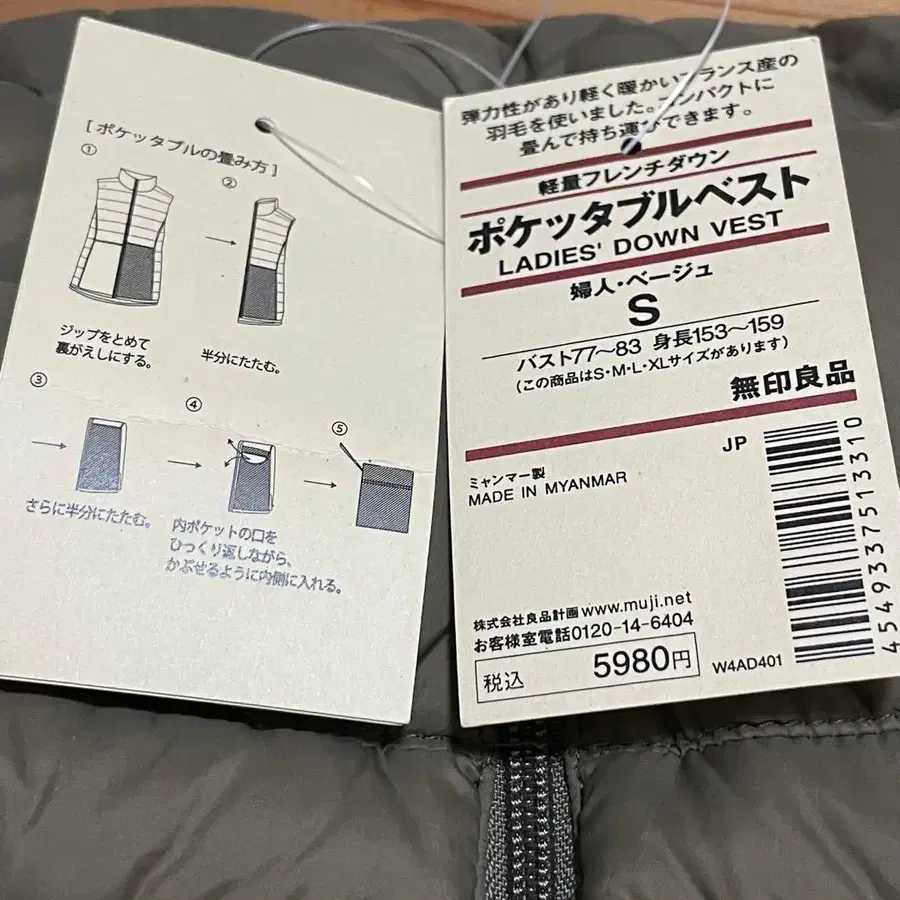 [ポケッタブルの畳み方]
①
②
ジップをとめて
裏がえしにする。
半分にたたむ。
③
④
⑤
さらに半分にたたむ。
内ポケットの口を
ひっくり返しながら、
かぶせるように内側に入れる。
弾力性があり軽く暖かいフランス産の
羽毛を使いました。コンパクトに
畳んで持ち運びできます。
軽量フレンチダウン
ポケッタブルベスト
LADIES' DOWN VEST
婦人・ベージュ
S
バスト77〜83 身長153〜159
(この商品はS・M・L・XLサイズがあります)
無印良品
JP
ミャンマー製
MADE IN MYANMAR
株式会社良品計画 www.muji.net
お客様室電話0120-14-6404
税込 5980円
W4AD401
4549337513310